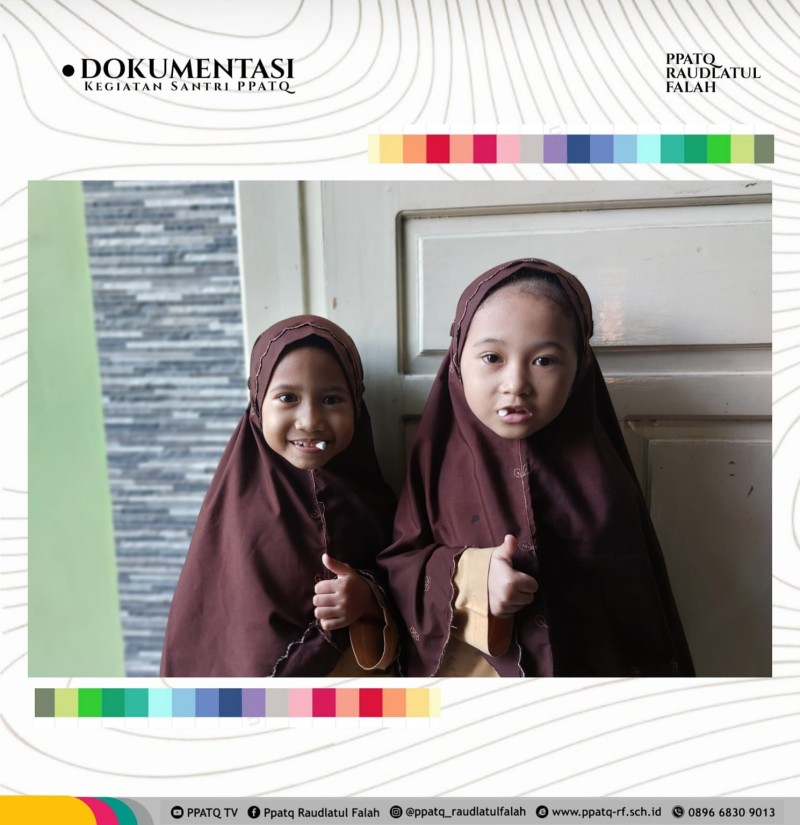 DOKUMENTASI
Kegiatan Santri PPATQ
PPATQ
RAUDLATUL
FALAH
PPATQ TV Ppatq Raudlatul Falah @ppatq_raudlatulfalah www.ppatq-rf.sch.id 0896 6830 9013